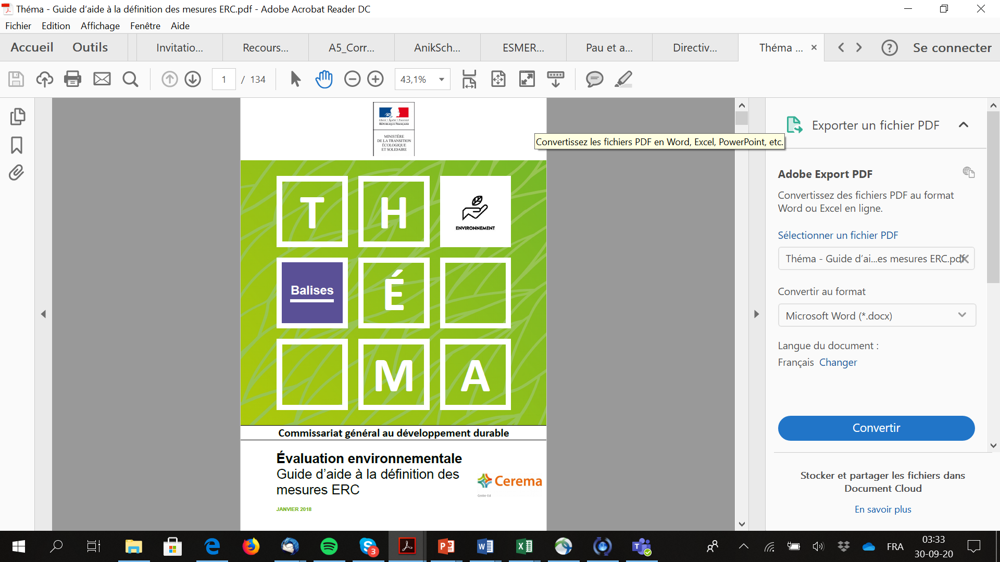 Théma - Guide d’aide à la définition des mesures ERC.pdf - Adobe Acrobat Reader DC
Fichier Edition Affichage Fenêtre Aide
Accueil Outils Invitatio... Recours... A5_Corr... AnikSch... ESMER... Pau et a... Directiv... Théma ... Se connecter
1 / 134 43,1%
Liberté • Égalité • Fraternité
RÉPUBLIQUE FRANÇAISE
MINISTÈRE
DE LA TRANSITION
ÉCOLOGIQUE
ET SOLIDAIRE
Convertissez les fichiers PDF en Word, Excel, PowerPoint, etc.
T H
ENVIRONNEMENT
Balises É
M A
Commissariat général au développement durable
Évaluation environnementale
Guide d’aide à la définition des
mesures ERC
Cerema
Centre-Est
JANVIER 2018
Exporter un fichier PDF
Adobe Export PDF
Convertissez des fichiers PDF au format
Word ou Excel en ligne.
Sélectionner un fichier PDF
Théma - Guide d’ai...es mesures ERC.pdf
Convertir au format
Microsoft Word (*.docx)
Langue du document :
Français Changer
Convertir
Stocker et partager les fichiers dans
Document Cloud
En savoir plus
3
FRA
03:33
30-09-20